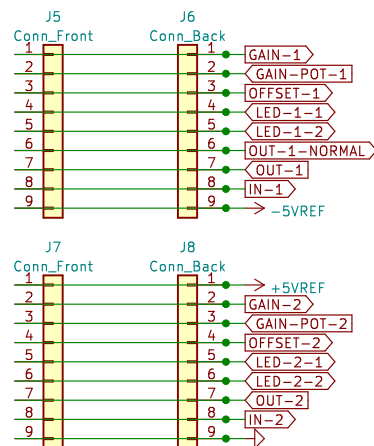 J5 J6
Conn_Front Conn_Back
1 1 GAIN-1
2 2 GAIN-POT-1
3 3 OFFSET-1
4 4 LED-1-1
5 5 LED-1-2
6 6 OUT-1-NORMAL
7 7 OUT-1
8 8 IN-1
9 9 -5VREF
J7 J8
Conn_Front Conn_Back
1 1 +5VREF
2 2 GAIN-2
3 3 GAIN-POT-2
4 4 OFFSET-2
5 5 LED-2-1
6 6 LED-2-2
7 7 OUT-2
8 8 IN-2
9 9